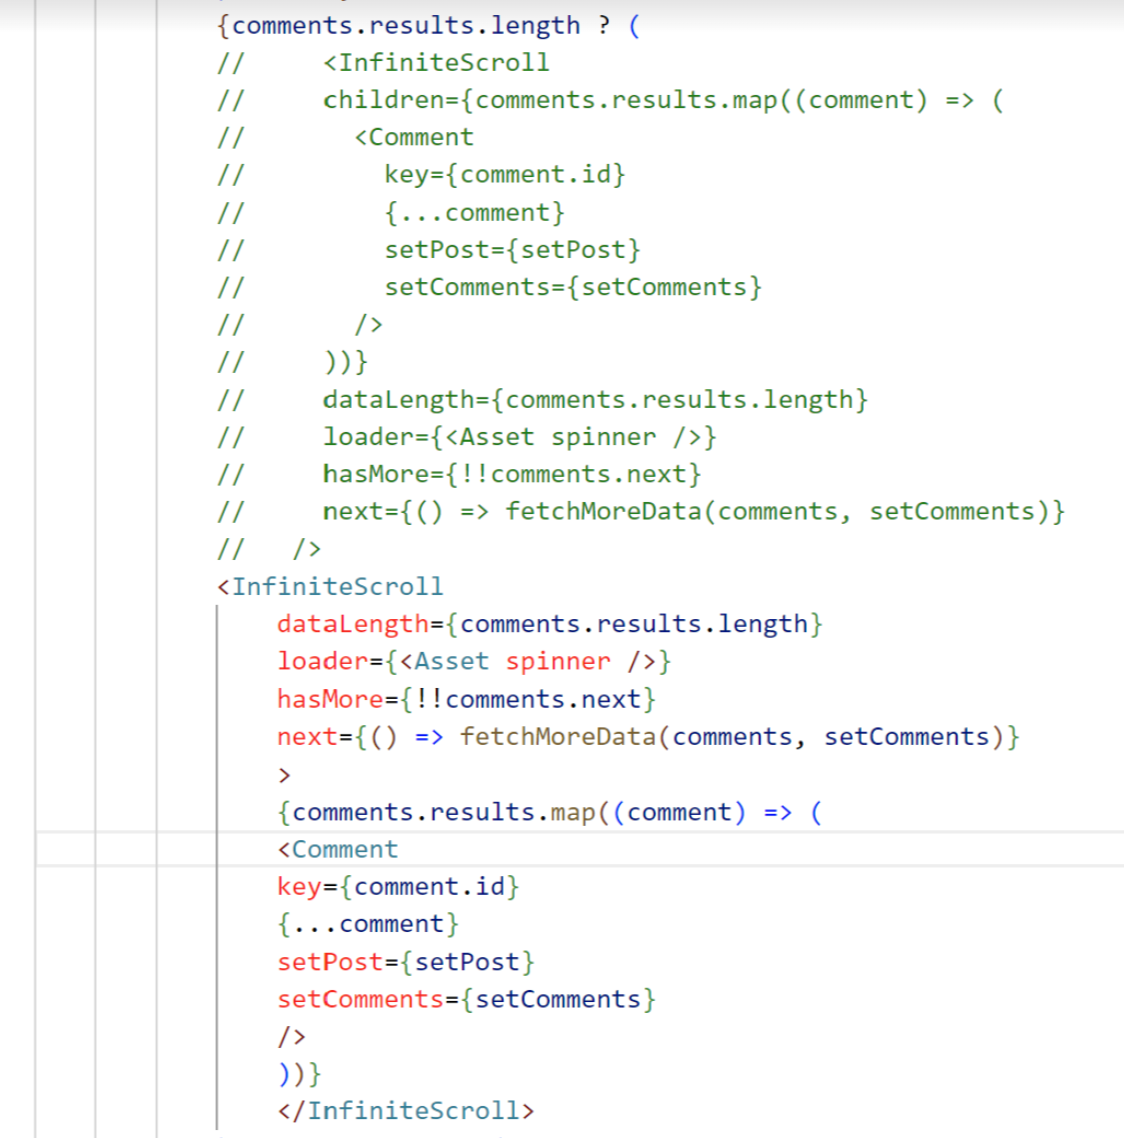 {comments.results.length ? (
//     <InfiniteScroll
//     children={comments.results.map((comment) => (
//       <Comment
//         key={comment.id}
//         {...comment}
//         setPost={setPost}
//         setComments={setComments}
//       />
//     ))}
//     dataLength={comments.results.length}
//     loader={<Asset spinner />}
//     hasMore={!!comments.next}
//     next={() => fetchMoreData(comments, setComments)}
//   />
<InfiniteScroll
    dataLength={comments.results.length}
    loader={<Asset spinner />}
    hasMore={!!comments.next}
    next={() => fetchMoreData(comments, setComments)}
    >
    {comments.results.map((comment) => (
    <Comment
    key={comment.id}
    {...comment}
    setPost={setPost}
    setComments={setComments}
    />
    ))}
    </InfiniteScroll>